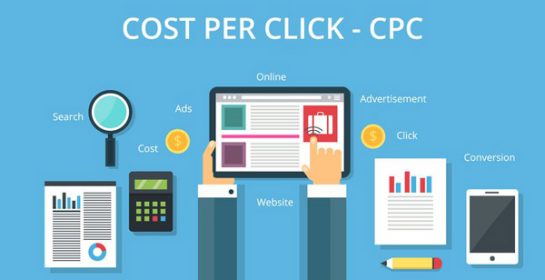 COST PER CLICK - CPC
Online
Ads
Advertisement
Search
Cost
Click
Conversion
Website